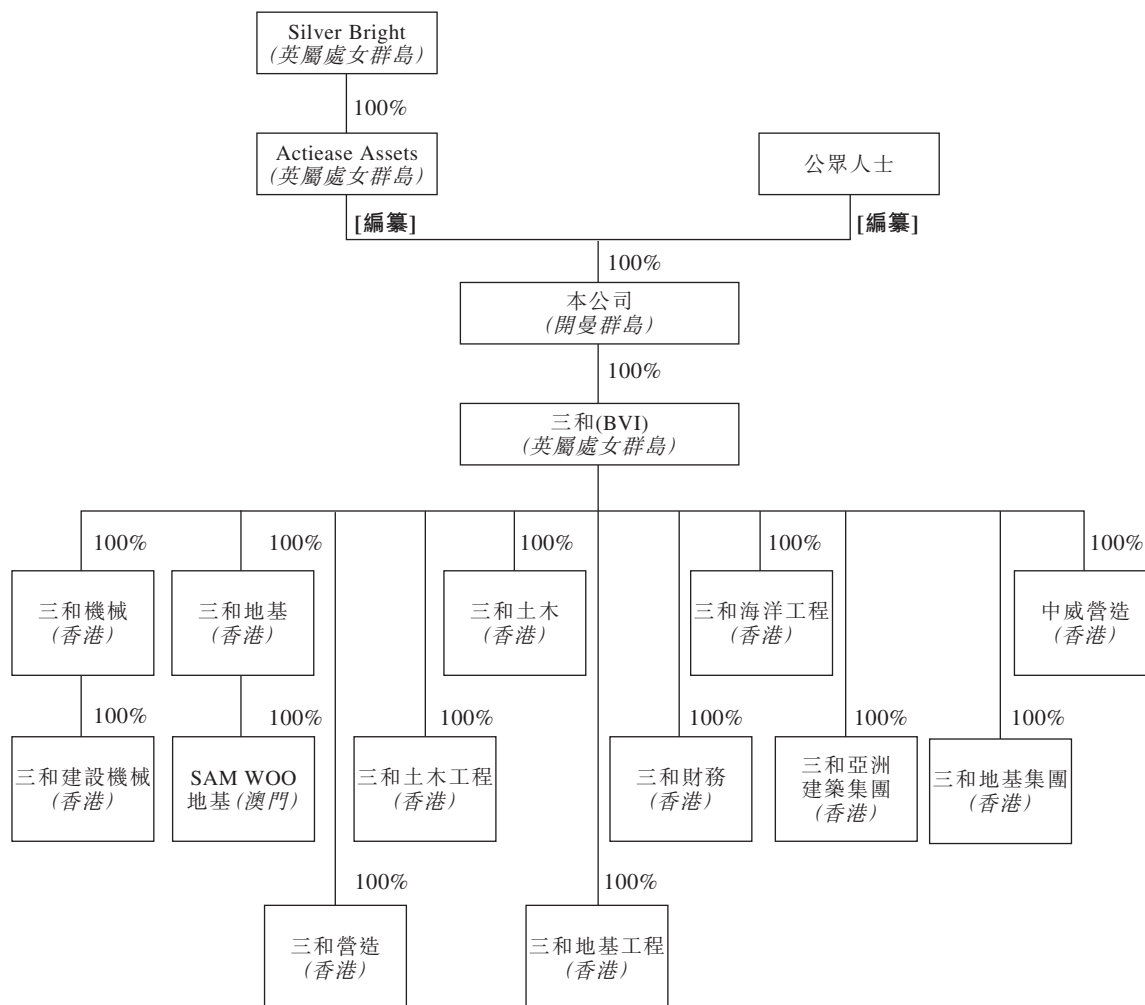 Silver Bright
(英屬處女群島)
100%
Actiease Assets
(英屬處女群島)
公眾人士
[編纂]
[編纂]
100%
本公司
(開曼群島)
100%
三和(BVI)
(英屬處女群島)
100%
100%
100%
100%
100%
三和機械
(香港)
三和地基
(香港)
三和土木
(香港)
三和海洋工程
(香港)
中威營造
(香港)
100%
100%
100%
100%
100%
100%
三和建設機械
(香港)
SAM WOO
地基(澳門)
三和土木工程
(香港)
三和財務
(香港)
三和亞洲
建築集團
(香港)
三和地基集團
(香港)
100%
100%
三和營造
(香港)
三和地基工程
(香港)